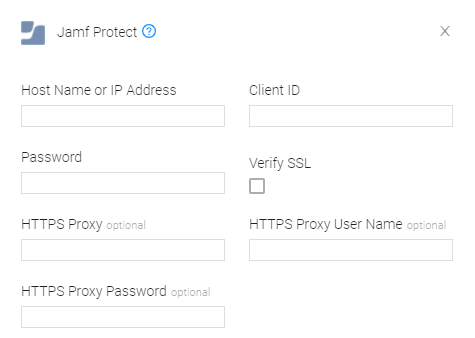 Jamf Protect
Host Name or IP Address
Client ID
Password
Verify SSL
HTTPS Proxy optional
HTTPS Proxy User Name optional
HTTPS Proxy Password optional